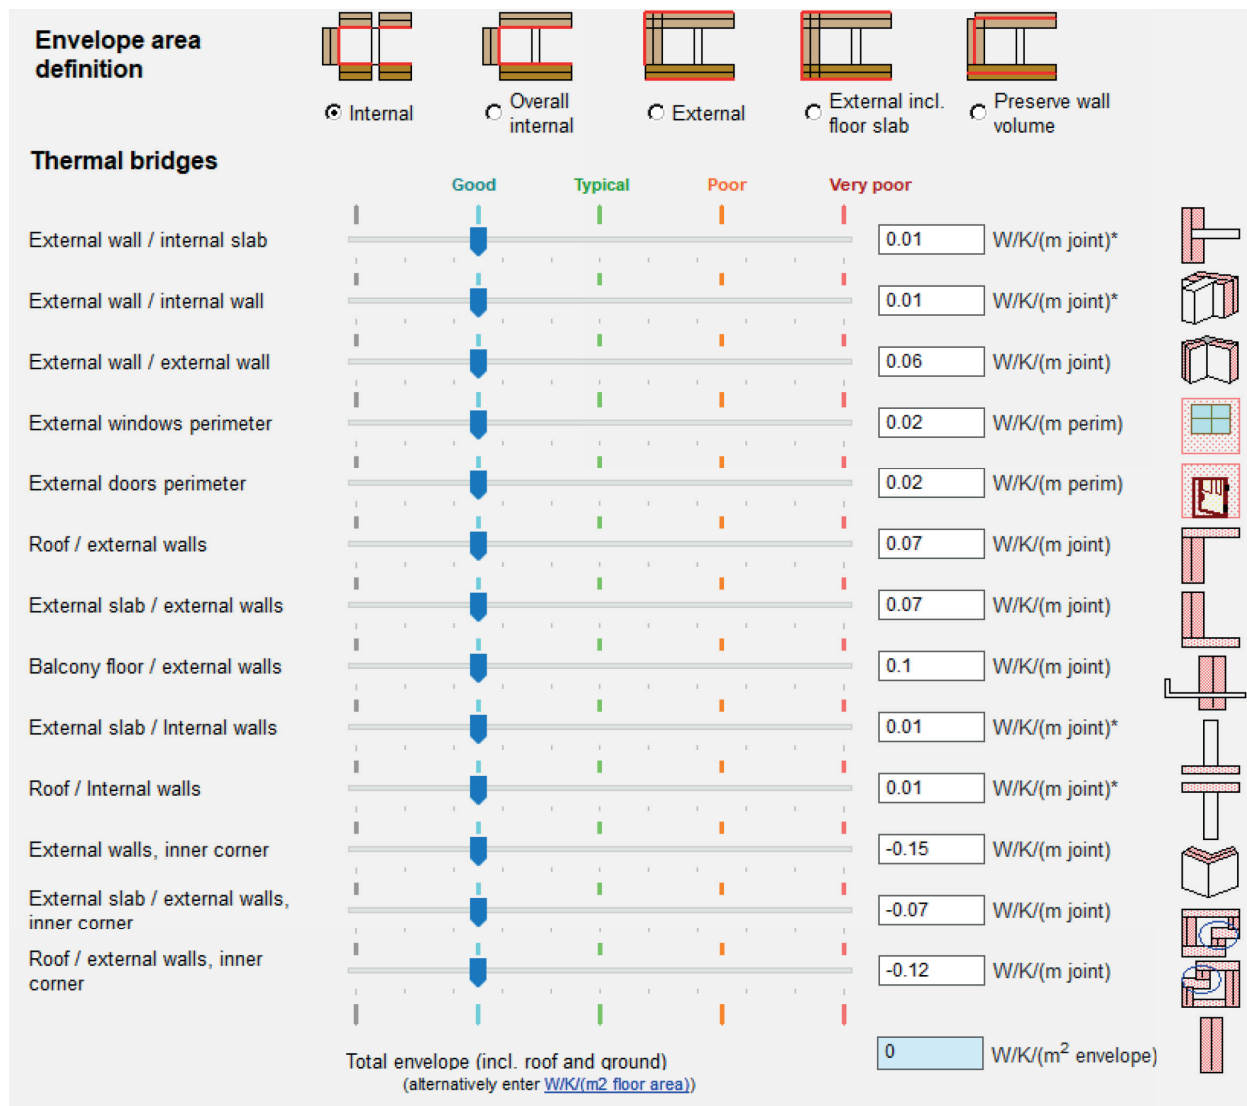 Envelope area
definition
Internal
Overall
internal
External
External incl.
floor slab
Preserve wall
volume
Thermal bridges
Good Typical Poor Very poor
External wall / internal slab 0.01 W/K/(m joint)*
External wall / internal wall 0.01 W/K/(m joint)*
External wall / external wall 0.06 W/K/(m joint)
External windows perimeter 0.02 W/K/(m perim)
External doors perimeter 0.02 W/K/(m perim)
Roof / external walls 0.07 W/K/(m joint)
External slab / external walls 0.07 W/K/(m joint)
Balcony floor / external walls 0.1 W/K/(m joint)
External slab / Internal walls 0.01 W/K/(m joint)*
Roof / Internal walls 0.01 W/K/(m joint)*
External walls, inner corner -0.15 W/K/(m joint)
External slab / external walls,
inner corner -0.07 W/K/(m joint)
Roof / external walls, inner
corner -0.12 W/K/(m joint)
Total envelope (incl. roof and ground) 0 W/K/(m² envelope)
(alternatively enter W/K/(m2 floor area))